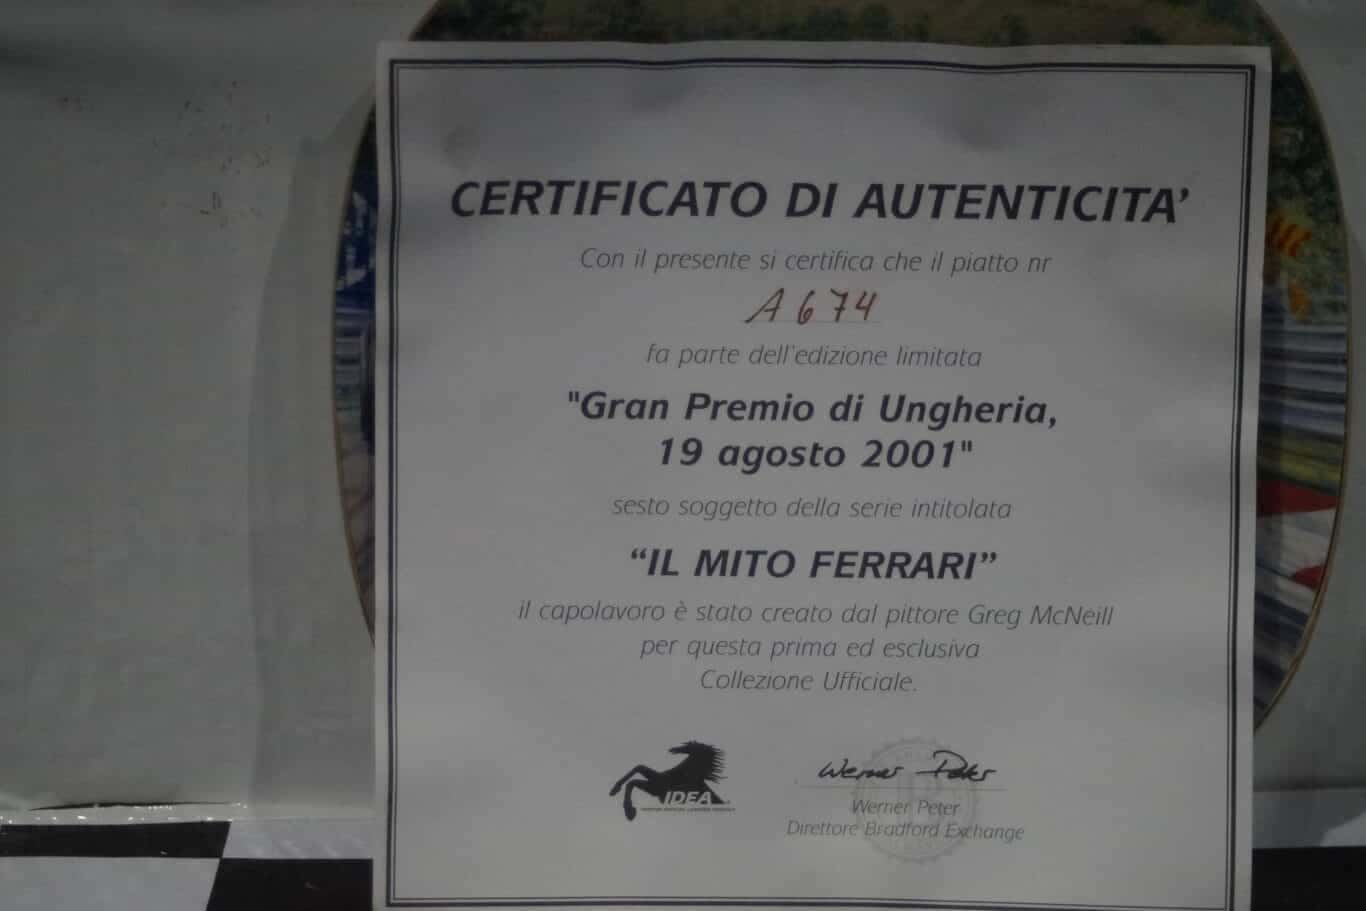 CERTIFICATO DI AUTENTICITA'
Con il presente si certifica che il piatto nr
A 674
fa parte dell'edizione limitata
"Gran Premio di Ungheria,
19 agosto 2001"
sesto soggetto della serie intitolata
“IL MITO FERRARI”
il capolavoro è stato creato dal pittore Greg McNeill
per questa prima ed esclusiva
Collezione Ufficiale.
IDEA
Werner Peter
Werner Peter
Direttore Bradford Exchange